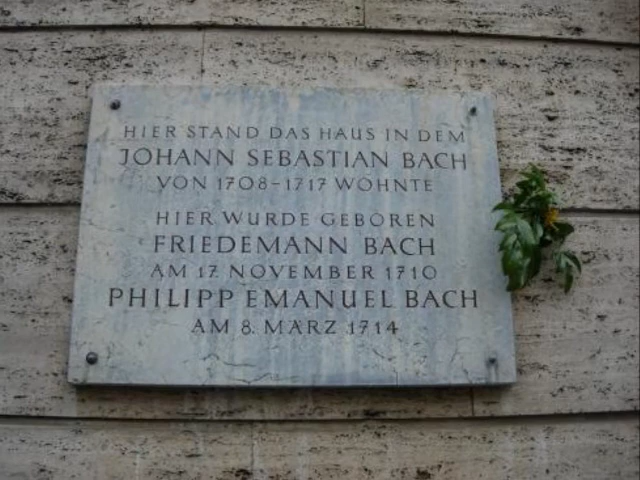 HIER STAND DAS HAUS IN DEM
JOHANN SEBASTIAN BACH
VON 1708-1717 WOHNTE
HIER WURDE GEBOREN
FRIEDEMANN BACH
AM 17. NOVEMBER 1710
PHILIPP EMANUEL BACH
AM 8. MÄRZ 1714